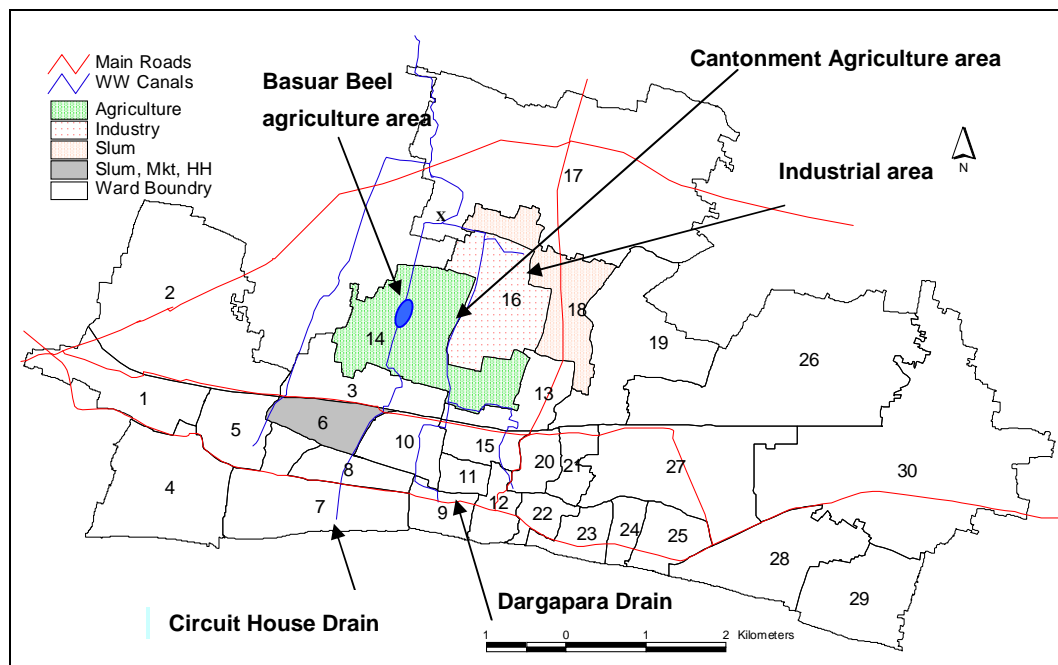 Main Roads
WW Canals
Agriculture
Industry
Slum
Slum, Mkt, HH
Ward Boundry
Basuar Beel
agriculture area
Cantonment Agriculture area
Industrial area
N
x
17
2
16
18
14
19
26
3
13
1
5
6
10
15
20
21
27
30
8
11
4
7
9
12
22
23
24
25
28
29
Circuit House Drain
Dargapara Drain
1 0 1 2 Kilometers